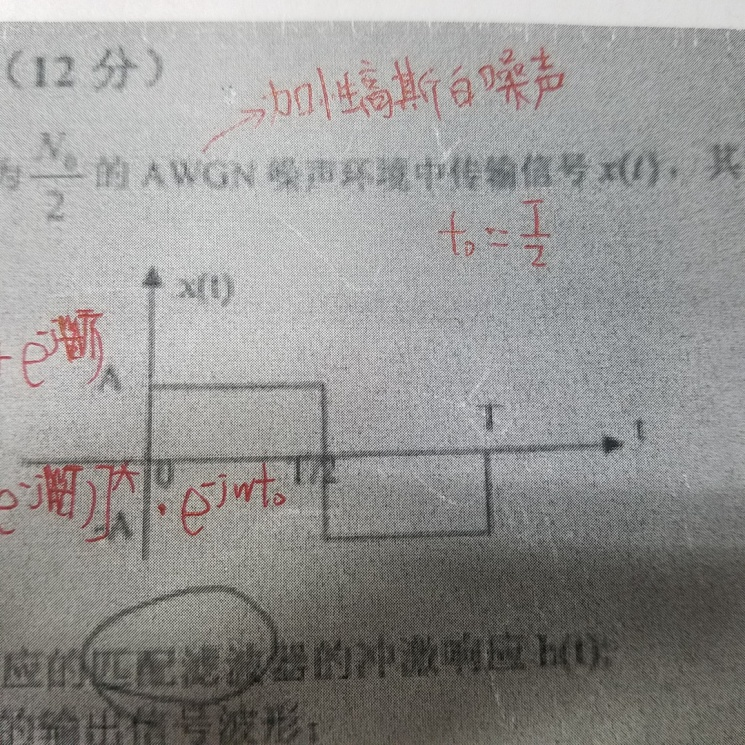 (12 分)
加性高斯白噪声
为 N₀/2 的 AWGN 噪声环境中传输信号 x(t)，其
t₀ = T/2
x(t)
A
T
t
0
T/2
]* · e^-jwt₀
-A
应的匹配滤波器的冲激响应 h(t);
的输出信号波形;